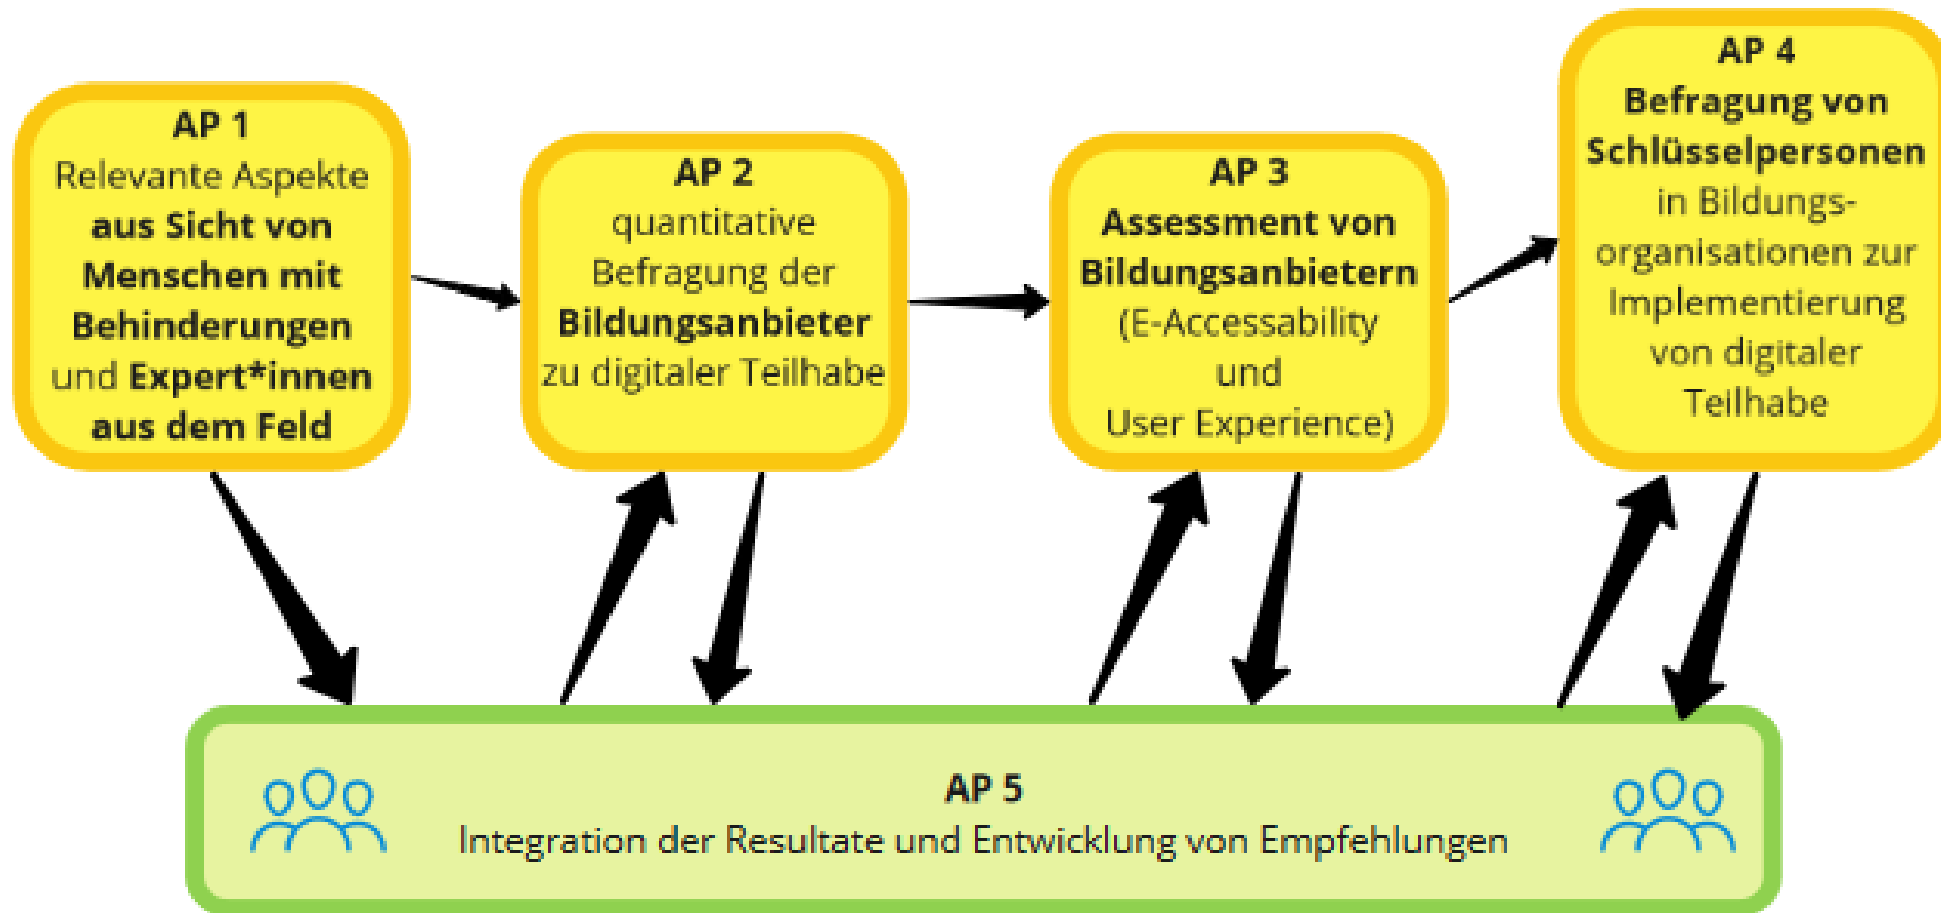 AP 1
Relevante Aspekte
aus Sicht von
Menschen mit
Behinderungen
und Expert*innen
aus dem Feld
AP 2
quantitative
Befragung der
Bildungsanbieter
zu digitaler Teilhabe
AP 3
Assessment von
Bildungsanbietern
(E-Accessability
und
User Experience)
AP 4
Befragung von
Schlüsselpersonen
in Bildungs-
organisationen zur
Implementierung
von digitaler
Teilhabe
AP 5
Integration der Resultate und Entwicklung von Empfehlungen